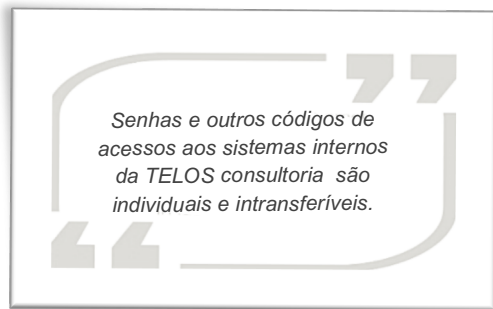 Senhas e outros códigos de
acessos aos sistemas internos
da TELOS consultoria são
individuais e intransferíveis.